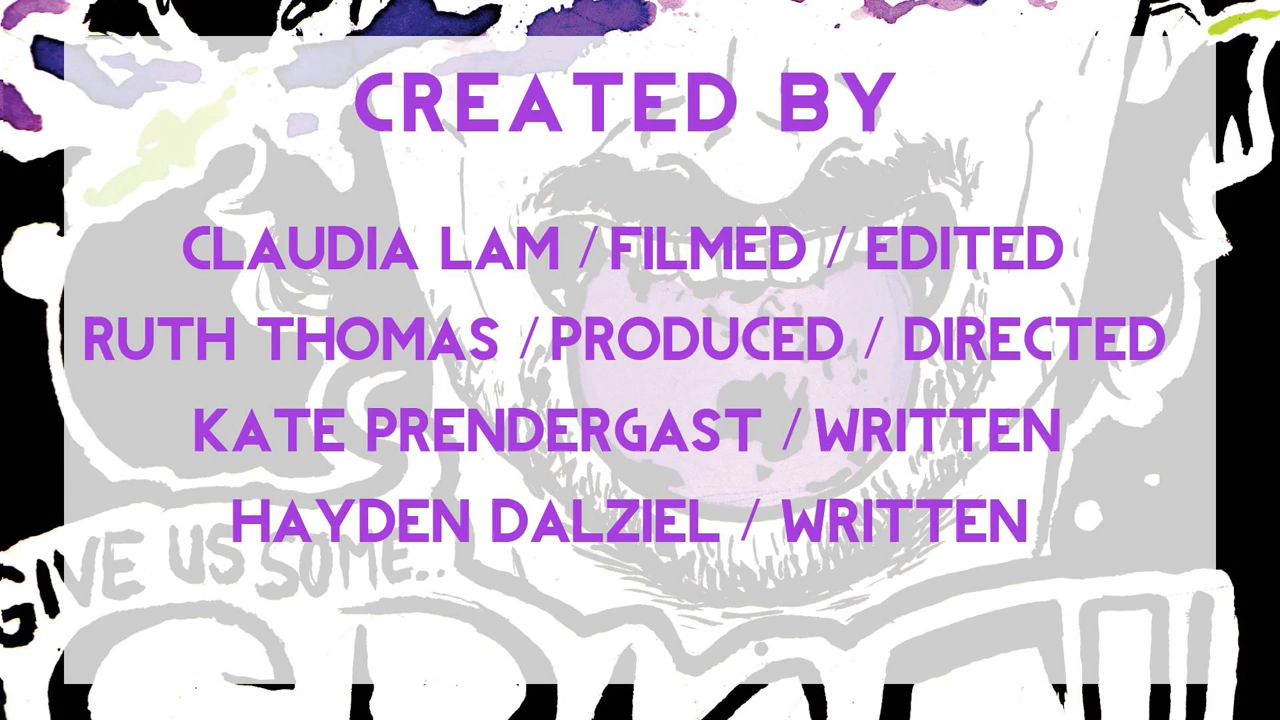 CREATED BY
CLAUDIA LAM / FILMED / EDITED
RUTH THOMAS / PRODUCED / DIRECTED
KATE PRENDERGAST / WRITTEN
HAYDEN DALZIEL / WRITTEN
GIVE US SOME..